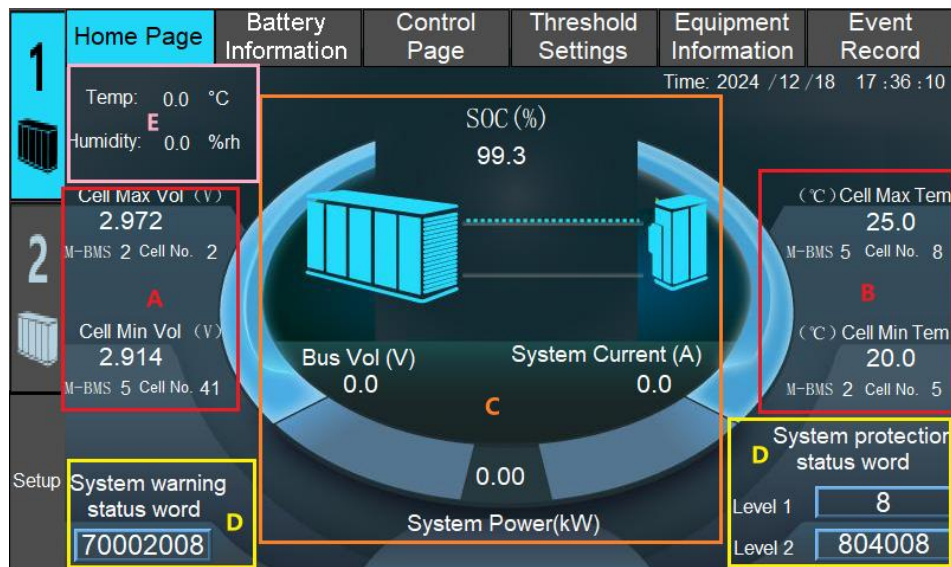 1
Home Page
Battery
Information
Control
Page
Threshold
Settings
Equipment
Information
Event
Record
Time: 2024 /12 /18 17 :36 :10
Temp: 0.0 °C
E
Humidity: 0.0 %rh
SOC (%)
99.3
Cell Max Vol (V)
2.972
M-BMS 2 Cell No. 2
A
Cell Min Vol (V)
2.914
M-BMS 5 Cell No. 41
(℃) Cell Max Tem
25.0
M-BMS 5 Cell No. 8
B
(℃) Cell Min Tem
20.0
M-BMS 2 Cell No. 5
2
Bus Vol (V)
0.0
System Current (A)
0.0
C
0.00
System Power(kW)
Setup
System warning
status word
D
70002008
System protection
status word
D
Level 1 8
Level 2 804008